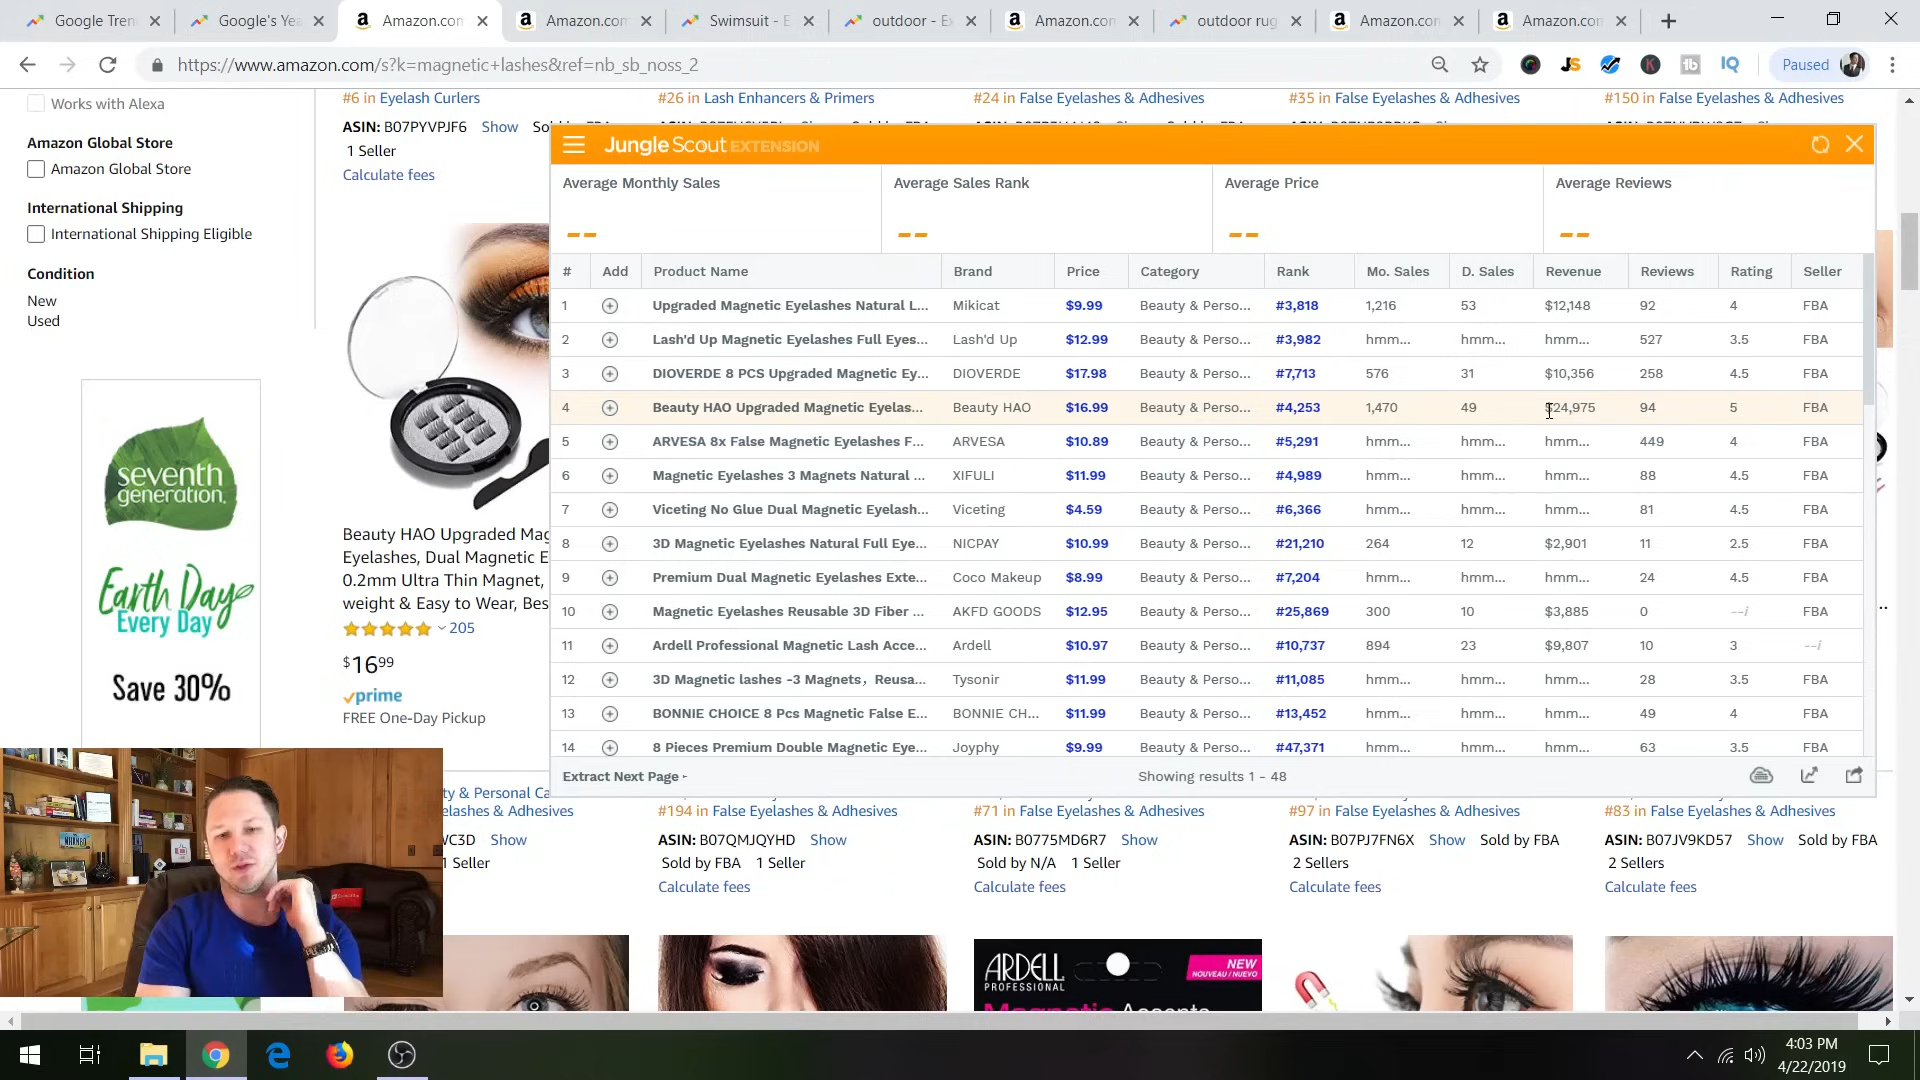 Google Tren
Google's Yea
Amazon.com
Amazon.com
Swimsuit - E
outdoor - Ex
Amazon.com
outdoor rug
Amazon.com
Amazon.com
https://www.amazon.com/s?k=magnetic+lashes&ref=nb_sb_noss_2
JS
K
tb
IQ
Paused
Works with Alexa
Amazon Global Store
Amazon Global Store
International Shipping
International Shipping Eligible
Condition
New
Used
seventh
generation.
Earth Day
Every Day
Save 30%
#6 in Eyelash Curlers
#26 in Lash Enhancers & Primers
#24 in False Eyelashes & Adhesives
#35 in False Eyelashes & Adhesives
#150 in False Eyelashes & Adhesives
ASIN: B07PYVPJF6 Show
1 Seller
Calculate fees
Jungle Scout EXTENSION
Average Monthly Sales
--
Average Sales Rank
--
Average Price
--
Average Reviews
--
# Add Product Name Brand Price Category Rank Mo. Sales D. Sales Revenue Reviews Rating Seller
1 Upgraded Magnetic Eyelashes Natural L... Mikicat $9.99 Beauty & Perso... #3,818 1,216 53 $12,148 92 4 FBA
2 Lash'd Up Magnetic Eyelashes Full Eyes... Lash'd Up $12.99 Beauty & Perso... #3,982 hmm... hmm... hmm... 527 3.5 FBA
3 DIOVERDE 8 PCS Upgraded Magnetic Ey... DIOVERDE $17.98 Beauty & Perso... #7,713 576 31 $10,356 258 4.5 FBA
4 Beauty HAO Upgraded Magnetic Eyelas... Beauty HAO $16.99 Beauty & Perso... #4,253 1,470 49 $24,975 94 5 FBA
5 ARVESA 8x False Magnetic Eyelashes F... ARVESA $10.89 Beauty & Perso... #5,291 hmm... hmm... hmm... 449 4 FBA
6 Magnetic Eyelashes 3 Magnets Natural ... XIFULI $11.99 Beauty & Perso... #4,989 hmm... hmm... hmm... 88 4.5 FBA
7 Viceting No Glue Dual Magnetic Eyelash... Viceting $4.59 Beauty & Perso... #6,366 hmm... hmm... hmm... 81 4.5 FBA
8 3D Magnetic Eyelashes Natural Full Eye... NICPAY $10.99 Beauty & Perso... #21,210 264 12 $2,901 11 2.5 FBA
9 Premium Dual Magnetic Eyelashes Exte... Coco Makeup $8.99 Beauty & Perso... #7,204 hmm... hmm... hmm... 24 4.5 FBA
10 Magnetic Eyelashes Reusable 3D Fiber ... AKFD GOODS $12.95 Beauty & Perso... #25,869 300 10 $3,885 0 --i FBA
11 Ardell Professional Magnetic Lash Acce... Ardell $10.97 Beauty & Perso... #10,737 894 23 $9,807 10 3 --i
12 3D Magnetic lashes -3 Magnets, Reusa... Tysonir $11.99 Beauty & Perso... #11,085 hmm... hmm... hmm... 28 3.5 FBA
13 BONNIE CHOICE 8 Pcs Magnetic False E... BONNIE CH... $11.99 Beauty & Perso... #13,452 hmm... hmm... hmm... 49 4 FBA
14 8 Pieces Premium Double Magnetic Eye... Joyphy $9.99 Beauty & Perso... #47,371 hmm... hmm... hmm... 63 3.5 FBA
Extract Next Page
Showing results 1 - 48
Beauty HAO Upgraded Mag
Eyelashes, Dual Magnetic E
0.2mm Ultra Thin Magnet,
weight & Easy to Wear, Bes
205
$16 99
prime
FREE One-Day Pickup
ty & Personal Ca
elashes & Adhesives
VC3D Show
1 Seller
#194 in False Eyelashes & Adhesives
ASIN: B07QMJQYHD Show
Sold by FBA 1 Seller
Calculate fees
#71 in False Eyelashes & Adhesives
ASIN: B0775MD6R7 Show
Sold by N/A 1 Seller
Calculate fees
#97 in False Eyelashes & Adhesives
ASIN: B07PJ7FN6X Show Sold by FBA
2 Sellers
Calculate fees
#83 in False Eyelashes & Adhesives
ASIN: B07JV9KD57 Show Sold by FBA
2 Sellers
Calculate fees
ARDELL
PROFESSIONAL
NEW
NOUVEAU / NUEVO
Magnetic Accents
4:03 PM
4/22/2019